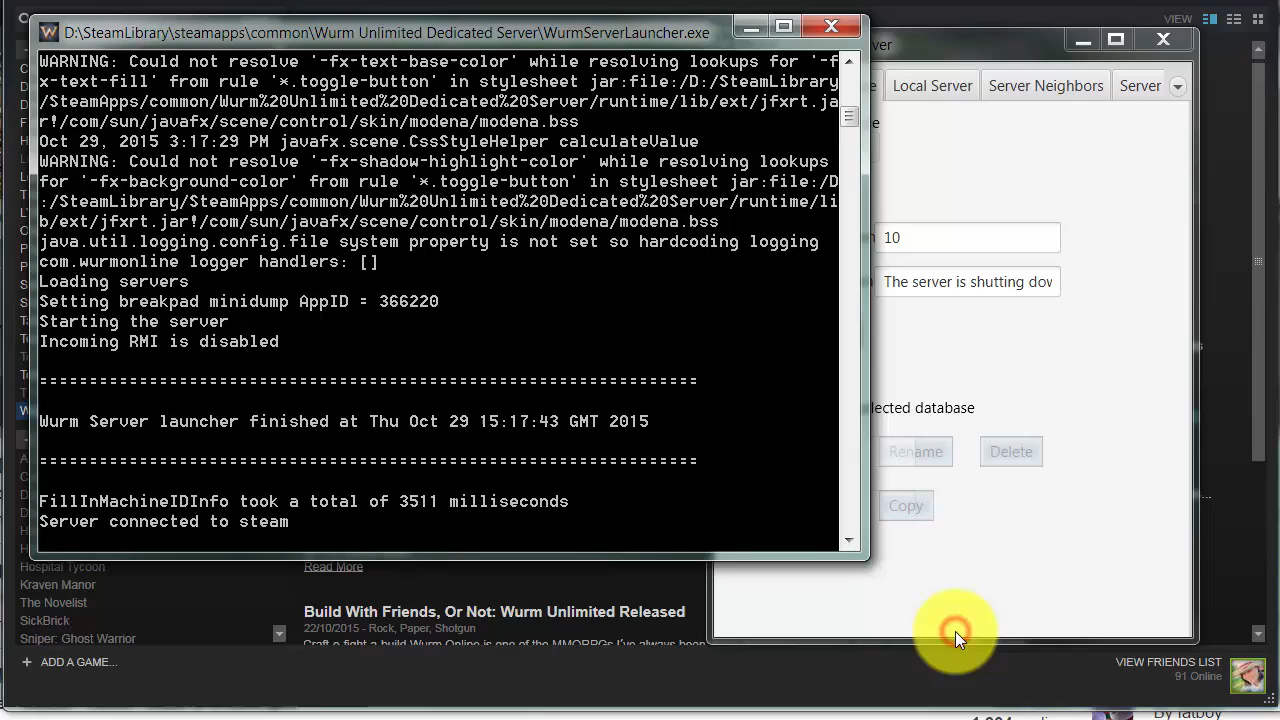 VIEW
D:\SteamLibrary\steamapps\common\Wurm Unlimited Dedicated Server\WurmServerLauncher.exe
WARNING: Could not resolve '-fx-text-base-color' while resolving lookups for '-f
x-text-fill' from rule '*.toggle-button' in stylesheet jar:file:/D:/SteamLibrary
/SteamApps/common/Wurm%20Unlimited%20Dedicated%20Server/runtime/lib/ext/jfxrt.ja
r!/com/sun/javafx/scene/control/skin/modena/modena.bss
Oct 29, 2015 3:17:29 PM javafx.scene.CssStyleHelper calculateValue
WARNING: Could not resolve '-fx-shadow-highlight-color' while resolving lookups
for '-fx-background-color' from rule '*.toggle-button' in stylesheet jar:file:/D
:/SteamLibrary/SteamApps/common/Wurm%20Unlimited%20Dedicated%20Server/runtime/li
b/ext/jfxrt.jar!/com/sun/javafx/scene/control/skin/modena/modena.bss
java.util.logging.config.file system property is not set so hardcoding logging
com.wurmonline logger handlers: []
Loading servers
Setting breakpad minidump AppID = 366220
Starting the server
Incoming RMI is disabled
------------------------------------------------------------------
Wurm Server launcher finished at Thu Oct 29 15:17:43 GMT 2015
------------------------------------------------------------------
FillInMachineIDInfo took a total of 3511 milliseconds
Server connected to steam
Local Server Server Neighbors Server
10
The server is shutting dow
lected database
Rename Delete
Copy
Hospital Tycoon
Kraven Manor
The Novelist
SickBrick
Sniper: Ghost Warrior
Read More
Build With Friends, Or Not: Wurm Unlimited Released
22/10/2015 - Rock, Paper, Shotgun
+ ADD A GAME...
VIEW FRIENDS LIST
91 Online
By fatboy